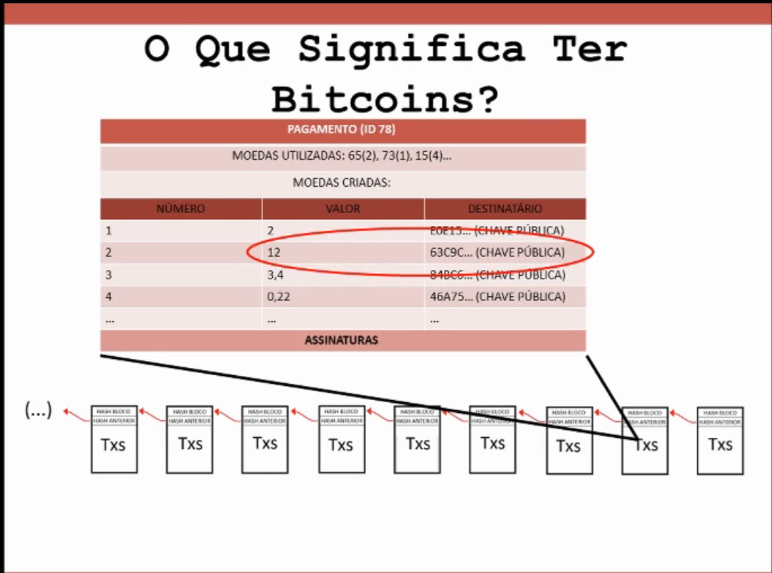 O Que Significa Ter
Bitcoins?
PAGAMENTO (ID 78)
MOEDAS UTILIZADAS: 65(2), 73(1), 15(4)...
MOEDAS CRIADAS:
NÚMERO VALOR DESTINATÁRIO
1 2 E0E15... (CHAVE PÚBLICA)
2 12 63C9C... (CHAVE PÚBLICA)
3 3,4 84BC6... (CHAVE PÚBLICA)
4 0,22 46A75... (CHAVE PÚBLICA)
... ... ...
ASSINATURAS
(...)
HASH BLOCO HASH BLOCO HASH BLOCO HASH BLOCO HASH BLOCO HASH BLOCO HASH BLOCO HASH BLOCO HASH BLOCO
HASH ANTERIOR HASH ANTERIOR HASH ANTERIOR HASH ANTERIOR HASH ANTERIOR HASH ANTERIOR HASH ANTERIOR HASH ANTERIOR HASH ANTERIOR
Txs Txs Txs Txs Txs Txs Txs Txs Txs